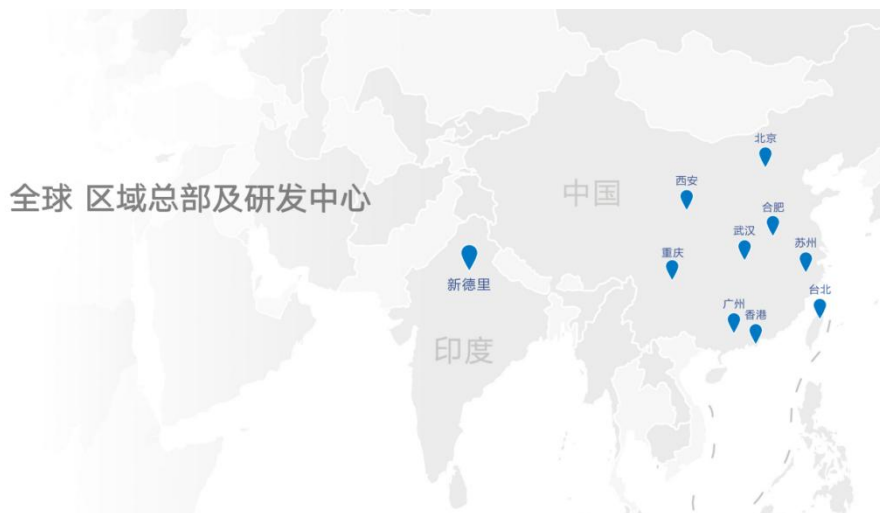 北京
西安
中国
全球 区域总部及研发中心
合肥
武汉
苏州
重庆
新德里
台北
广州
香港
印度